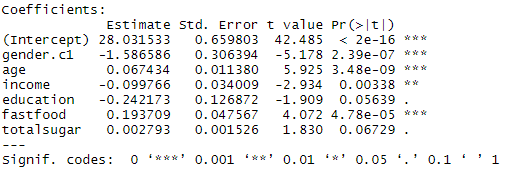 Coefficients:
             Estimate Std. Error t value Pr(>|t|)
(Intercept) 28.031533   0.659803  42.485  < 2e-16 ***
gender.c1   -1.586586   0.306394  -5.178 2.39e-07 ***
age          0.067434   0.011380   5.925 3.48e-09 ***
income      -0.099766   0.034009  -2.934  0.00338 **
education   -0.242173   0.126872  -1.909  0.05639 .
fastfood     0.193709   0.047567   4.072 4.78e-05 ***
totalsugar   0.002793   0.001526   1.830  0.06729 .
---
Signif. codes:  0 ‘***’ 0.001 ‘**’ 0.01 ‘*’ 0.05 ‘.’ 0.1 ‘ ’ 1